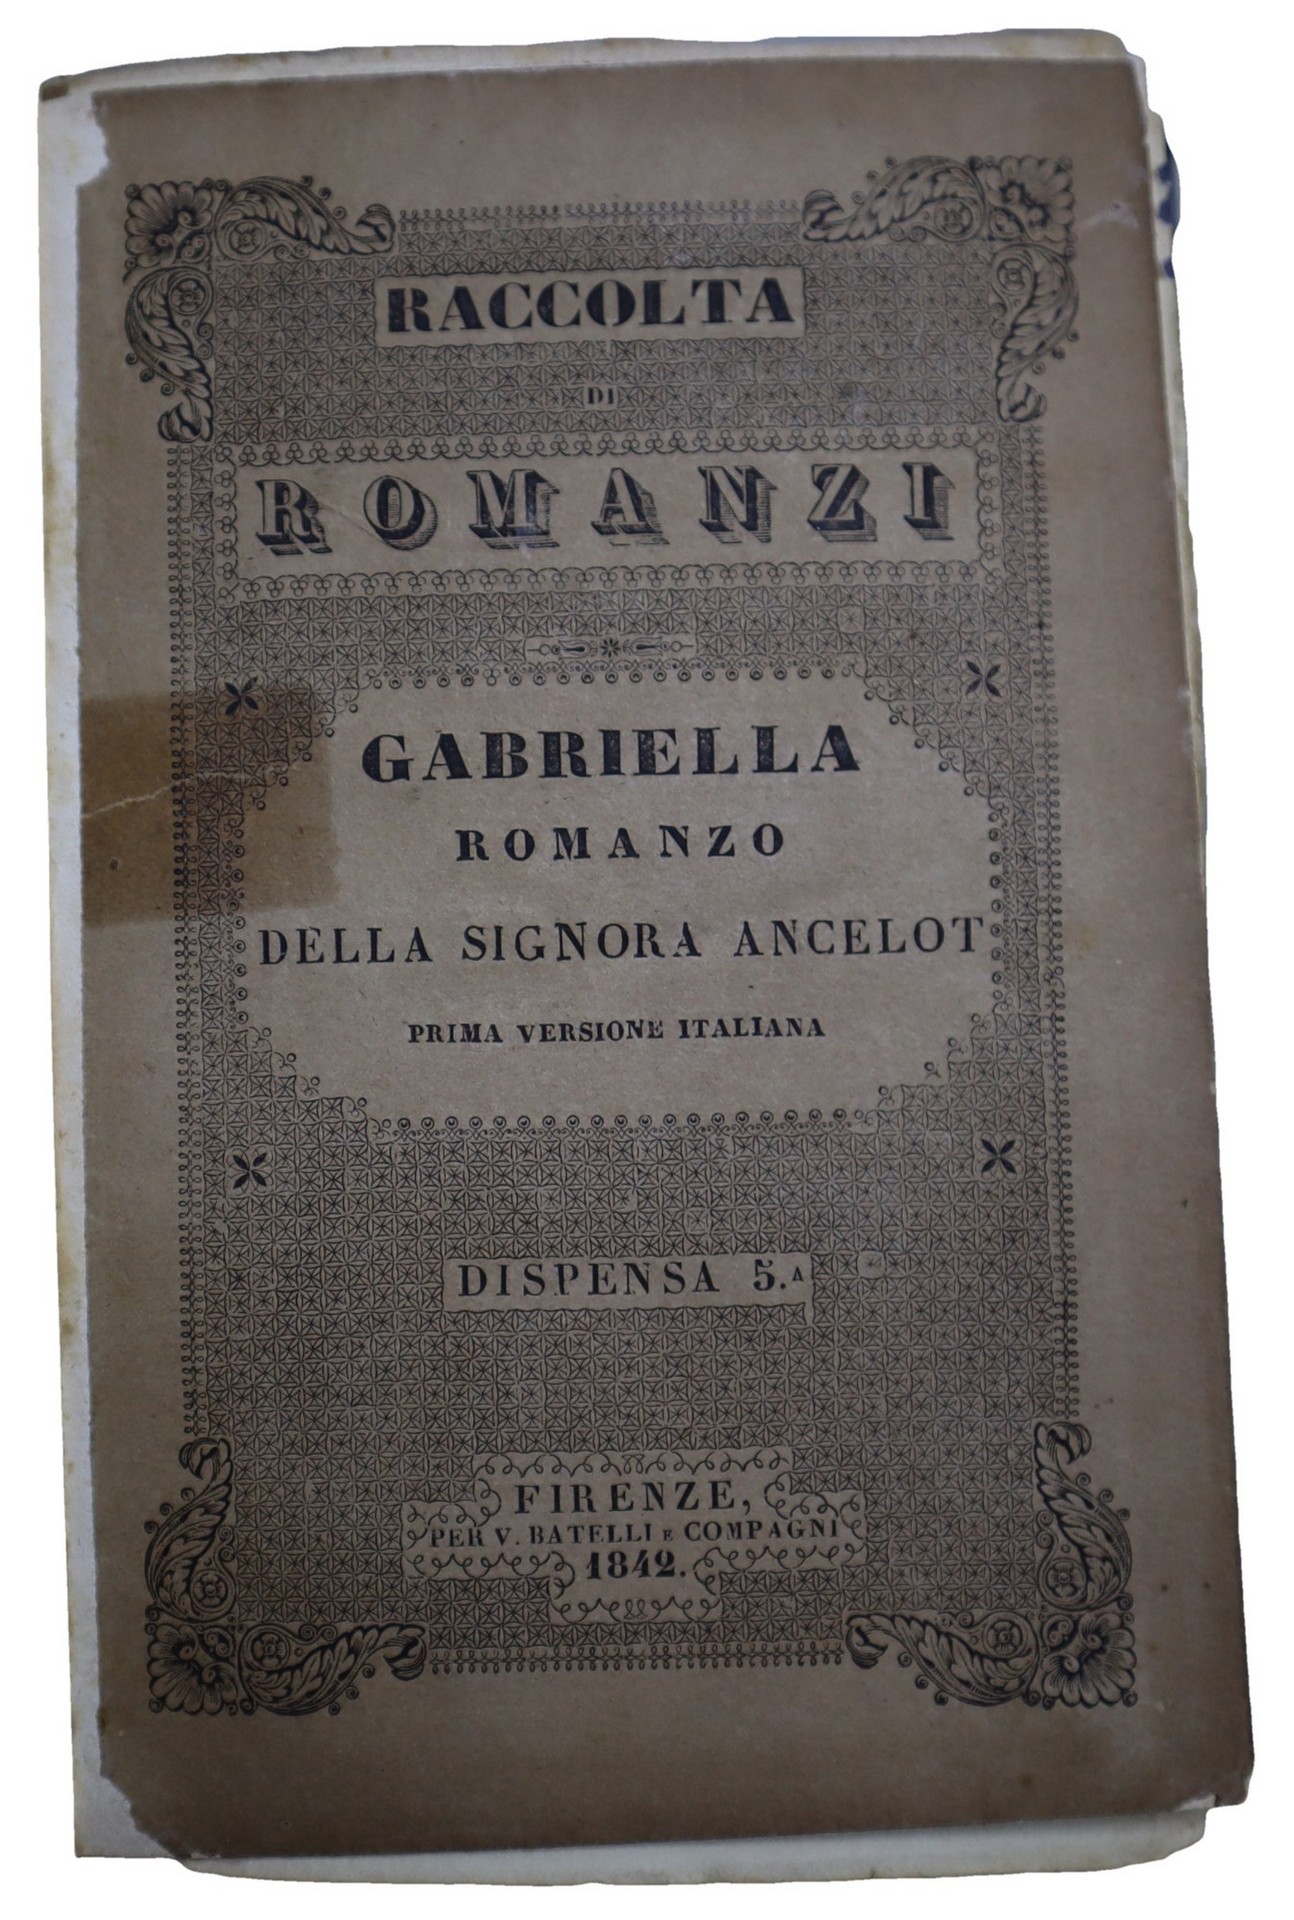 RACCOLTA
DI
ROMANZI
GABRIELLA
ROMANZO
DELLA SIGNORA ANCELOT
PRIMA VERSIONE ITALIANA
DISPENSA 5.A
FIRENZE,
PER V. BATELLI E COMPAGNI
1842.